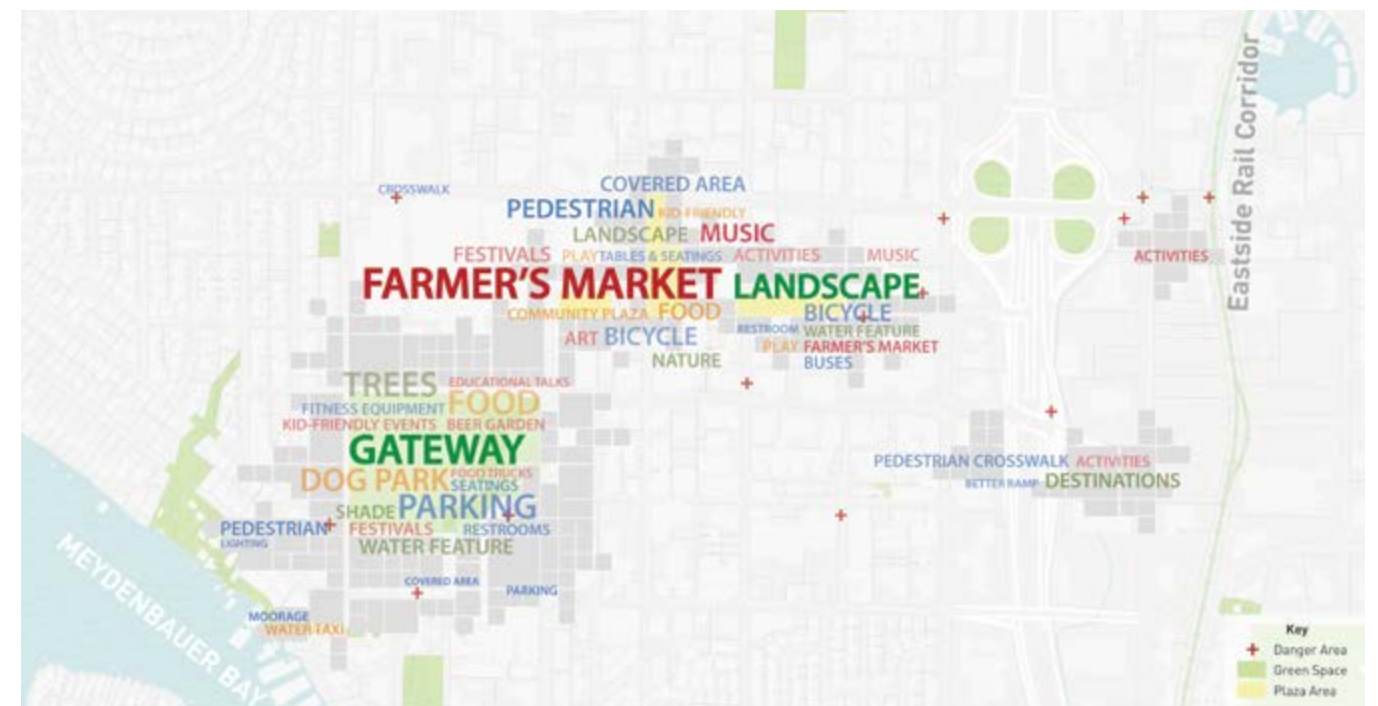 Eastside Rail Corridor
CROSSWALK
COVERED AREA
PEDESTRIAN KID-FRIENDLY
LANDSCAPE MUSIC
FESTIVALS PLAY TABLES & SEATINGS ACTIVITIES MUSIC
ACTIVITIES
FARMER'S MARKET LANDSCAPE
COMMUNITY PLAZA FOOD BICYCLE
ART BICYCLE RESTROOM WATER FEATURE
PLAY FARMER'S MARKET
NATURE BUSES
TREES EDUCATIONAL TALKS
FITNESS EQUIPMENT FOOD
KID-FRIENDLY EVENTS BEER GARDEN
GATEWAY
PEDESTRIAN CROSSWALK ACTIVITIES
BETTER RAMP DESTINATIONS
DOG PARK FOOD TRUCKS
SEATINGS
SHADE PARKING
PEDESTRIAN FESTIVALS RESTROOMS
LIGHTING
WATER FEATURE
COVERED AREA PARKING
MOORAGE
WATER TAXI
MEYDENBAUER BAY
Key
Danger Area
Green Space
Plaza Area